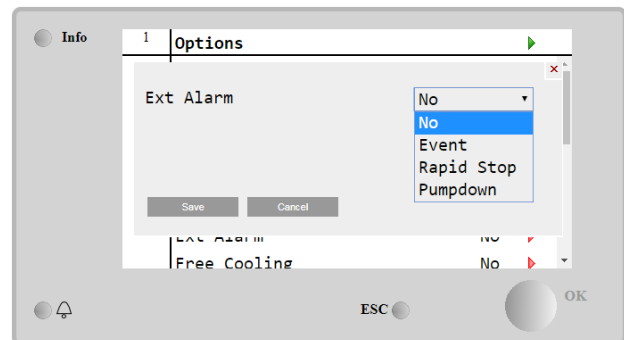 Info
1 Options
Ext Alarm No
No
Event
Rapid Stop
Pumpdown
Save Cancel
Ext Alarm No
Free Cooling No
OK
ESC